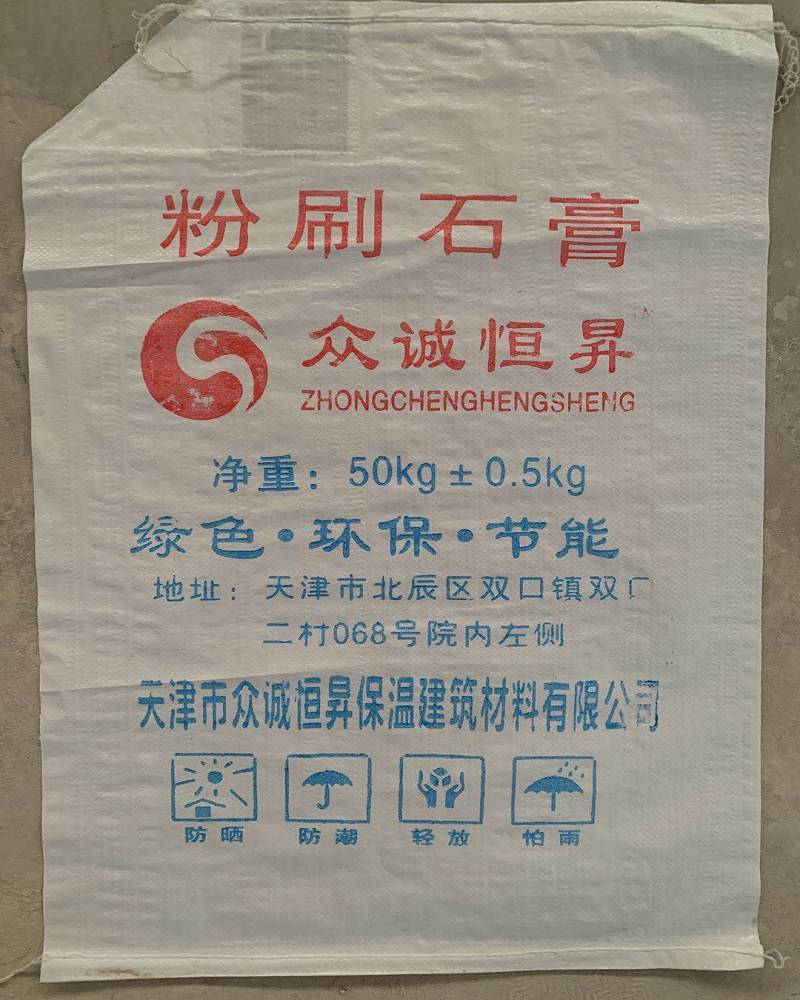 粉刷石膏
众诚恒昇 TM
ZHONGCHENGHENGSHENG
净重：50kg±0.5kg
绿色·环保·节能
地址：天津市北辰区双口镇双口
二村068号院内左侧
天津市众诚恒昇保温建筑材料有限公司
防晒 防潮 轻放 怕雨